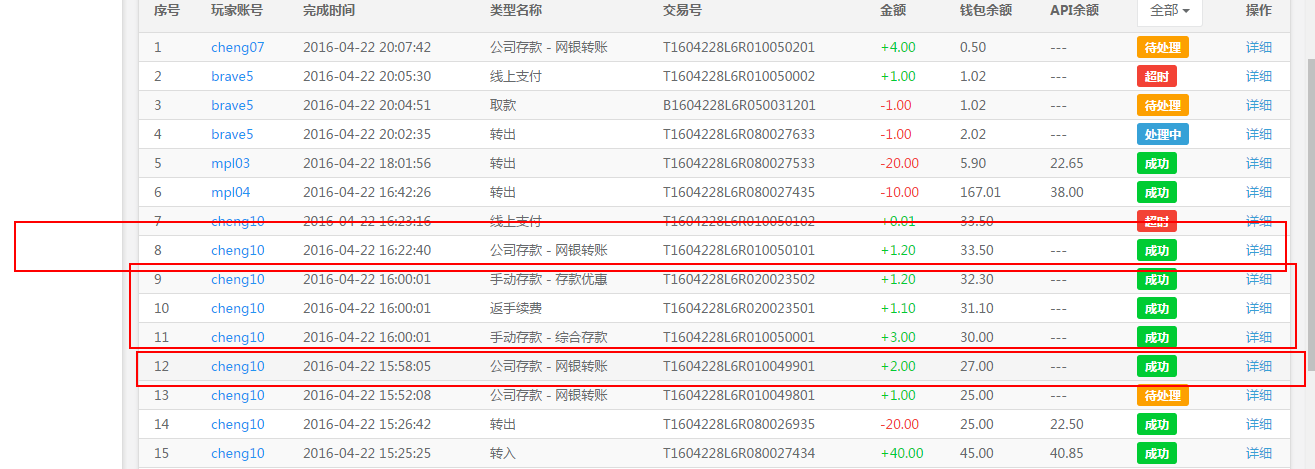 序号 玩家账号 完成时间 类型名称 交易号 金额 钱包余额 API余额 全部 操作
1 cheng07 2016-04-22 20:07:42 公司存款 - 网银转账 T1604228L6R010050201 +4.00 0.50 --- 待处理 详细
2 brave5 2016-04-22 20:05:30 线上支付 T1604228L6R010050002 +1.00 1.02 --- 超时 详细
3 brave5 2016-04-22 20:04:51 取款 B1604228L6R050031201 -1.00 1.02 --- 待处理 详细
4 brave5 2016-04-22 20:02:35 转出 T1604228L6R080027633 -1.00 2.02 --- 处理中 详细
5 mpl03 2016-04-22 18:01:56 转出 T1604228L6R080027533 -20.00 5.90 22.65 成功 详细
6 mpl04 2016-04-22 16:42:26 转出 T1604228L6R080027435 -10.00 167.01 38.00 成功 详细
7 cheng10 2016-04-22 16:23:16 线上支付 T1604228L6R010050102 +0.01 33.50 --- 超时 详细
8 cheng10 2016-04-22 16:22:40 公司存款 - 网银转账 T1604228L6R010050101 +1.20 33.50 --- 成功 详细
9 cheng10 2016-04-22 16:00:01 手动存款 - 存款优惠 T1604228L6R020023502 +1.20 32.30 --- 成功 详细
10 cheng10 2016-04-22 16:00:01 返手续费 T1604228L6R020023501 +1.10 31.10 --- 成功 详细
11 cheng10 2016-04-22 16:00:01 手动存款 - 综合存款 T1604228L6R010050001 +3.00 30.00 --- 成功 详细
12 cheng10 2016-04-22 15:58:05 公司存款 - 网银转账 T1604228L6R010049901 +2.00 27.00 --- 成功 详细
13 cheng10 2016-04-22 15:52:08 公司存款 - 网银转账 T1604228L6R010049801 +1.00 25.00 --- 待处理 详细
14 cheng10 2016-04-22 15:26:42 转出 T1604228L6R080026935 -20.00 25.00 22.50 成功 详细
15 cheng10 2016-04-22 15:25:25 转入 T1604228L6R080027434 +40.00 45.00 40.85 成功 详细